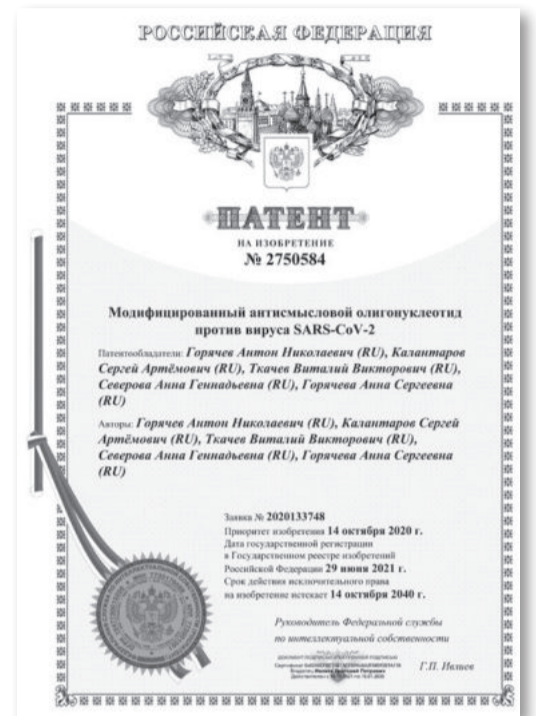 РОССИЙСКАЯ ФЕДЕРАЦИЯ
ПАТЕНТ
НА ИЗОБРЕТЕНИЕ
№ 2750584
Модифицированный антисмысловой олигонуклеотид
против вируса SARS-CoV-2
Патентообладатели: Горячев Антон Николаевич (RU), Калантаров
Сергей Артёмович (RU), Ткачев Виталий Викторович (RU),
Северова Анна Геннадьевна (RU), Горячева Анна Сергеевна
(RU)
Авторы: Горячев Антон Николаевич (RU), Калантаров Сергей
Артёмович (RU), Ткачев Виталий Викторович (RU),
Северова Анна Геннадьевна (RU), Горячева Анна Сергеевна
(RU)
Заявка № 2020133748
Приоритет изобретения 14 октября 2020 г.
Дата государственной регистрации
в Государственном реестре изобретений
Российской Федерации 29 июня 2021 г.
Срок действия исключительного права
на изобретение истекает 14 октября 2040 г.
Руководитель Федеральной службы
по интеллектуальной собственности
ДОКУМЕНТ ПОДПИСАН ЭЛЕКТРОННОЙ ПОДПИСЬЮ
Г.П. Ивлиев